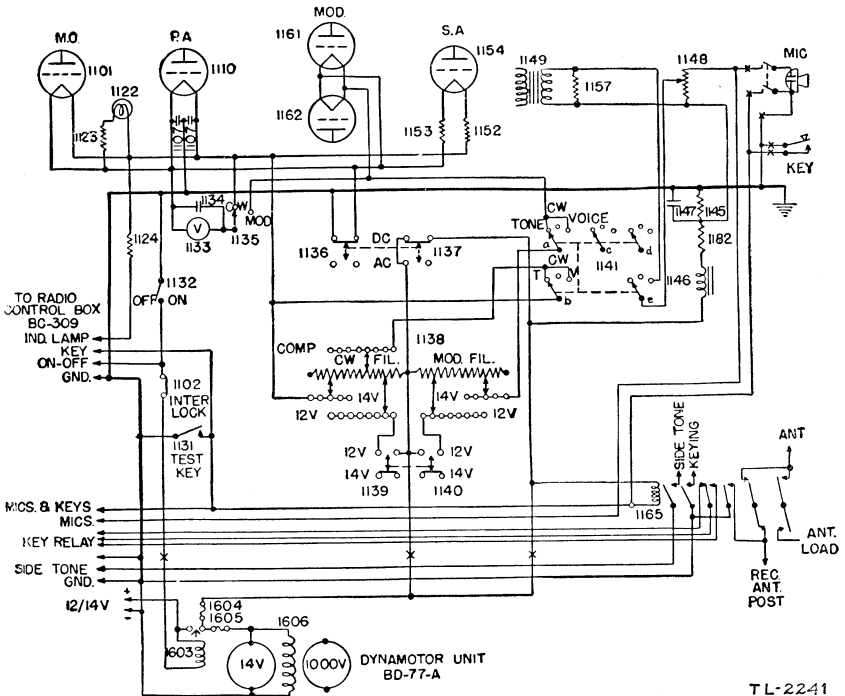 MOD.
M.O.
P.A
1161
S.A
1154
1101
1110
1149
1148
MIC
1122
1157
1162
1123
1107
1107
1153
1152
KEY
1134
CW
MOD
V
1133
1135
CW
TONE
VOICE
1147
1145
1124
1136
DC
1137
a
c
d
1182
AC
CW
1141
1146
T
V
b
e
1132
OFF
ON
TO RADIO
CONTROL BOX
BC-309
IND. LAMP
KEY
ON-OFF
GND.
1138
COMP
CW FIL.
MOD. FIL.
1102
INTER
LOCK
14V
14V
12V
12V
1131
TEST
KEY
12V
12V
14V
14V
1139
1140
SIDE TONE
KEYING
ANT
MICS. & KEYS
MICS.
1165
KEY RELAY
ANT.
LOAD
SIDE TONE
GND.
REC.
ANT.
POST
12/14V
+
-
1604
1605
1606
1603
14V
1000V
DYNAMOTOR UNIT
BD-77-A
TL-2241